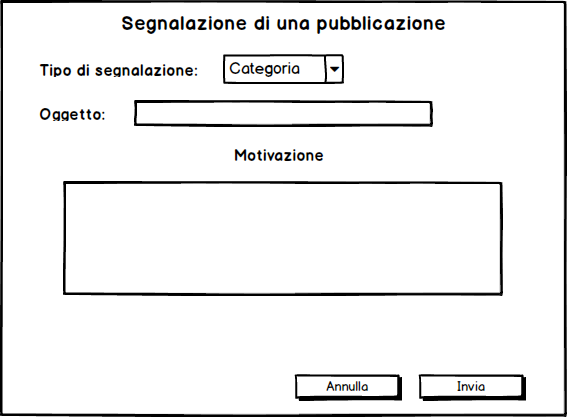 Segnalazione di una pubblicazione
Tipo di segnalazione: Categoria
Oggetto:
Motivazione
Annulla Invia